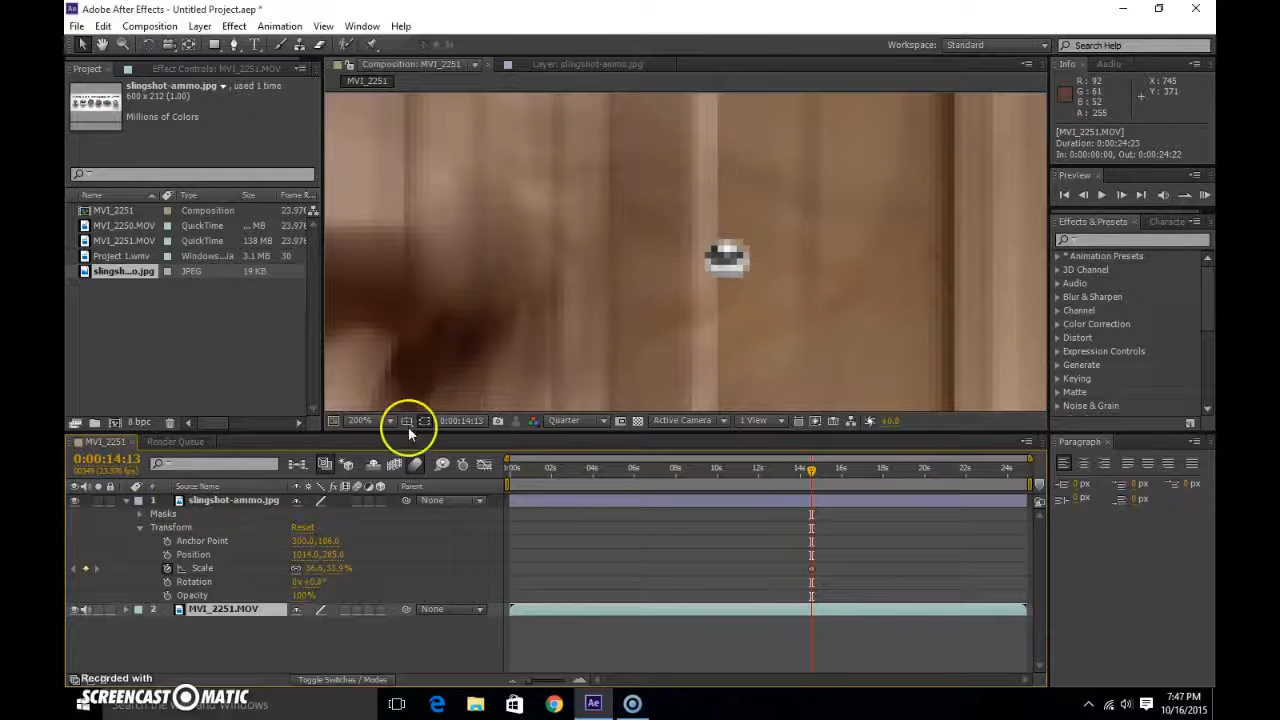 Adobe After Effects - Untitled Project.aep *
File Edit Composition Layer Effect Animation View Window Help
Workspace: Standard Search Help
Project Effect Controls: MVI_2251.MOV
Composition: MVI_2251 Layer: slingshot-ammo.jpg
Info Audio
MVI_2251
slingshot-ammo.jpg , used 1 time
600 x 212 (1.00)
Millions of Colors
R : 92 X : 745
G : 61 Y : 371
B : 52
A : 255
[MVI_2251.MOV]
Duration: 0:00:24:23
In: 0:00:00:00, Out: 0:00:24:22
Preview
Name Type Size Frame R...
MVI_2251 Composition 23.976
MVI_2250.MOV QuickTime ... MB 23.976
MVI_2251.MOV QuickTime 138 MB 23.976
Project 1.wmv Windows...ia 3.1 MB 30
slingsh...o.jpg JPEG 19 KB
Effects & Presets Characte
* Animation Presets
3D Channel
Audio
Blur & Sharpen
Channel
Color Correction
Distort
Expression Controls
Generate
Keying
Matte
Noise & Grain
8 bpc
200% 0:00:14:13 Quarter Active Camera 1 View +0.0
MVI_2251 Render Queue
Paragraph
0:00:14:13
00349 (23.976 fps)
:00s 02s 04s 06s 08s 10s 12s 14s 16s 18s 20s 22s 24s
# Source Name Parent
1 slingshot-ammo.jpg None
Masks
Transform Reset
Anchor Point 300.0,106.0
Position 1014.0,285.0
Scale 36.6,33.9%
Rotation 0x+0.0°
Opacity 100%
2 MVI_2251.MOV None
0 px 0 px 0 px
0 px 0 px
Toggle Switches / Modes
Recorded with
SCREENCAST MATIC
Search the web and Windows
7:47 PM
10/16/2015